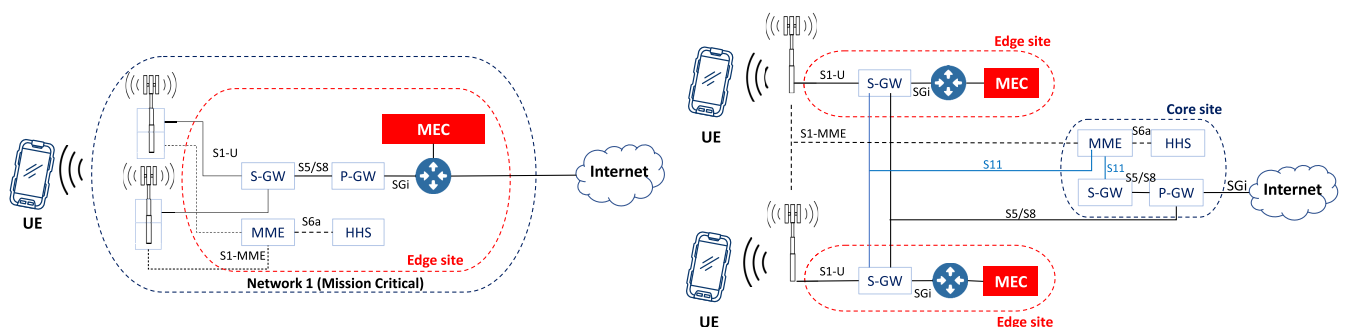 MEC
S1-U
S-GW
S5/S8
P-GW
SGi
Internet
UE
MME
S6a
HHS
S1-MME
Edge site
Network 1 (Mission Critical)
Edge site
UE
S1-U
S-GW
SGi
MEC
Core site
S1-MME
MME
S6a
HHS
S11
S11
S-GW
S5/S8
P-GW
SGi
Internet
S5/S8
UE
S1-U
S-GW
SGi
MEC
Edge site